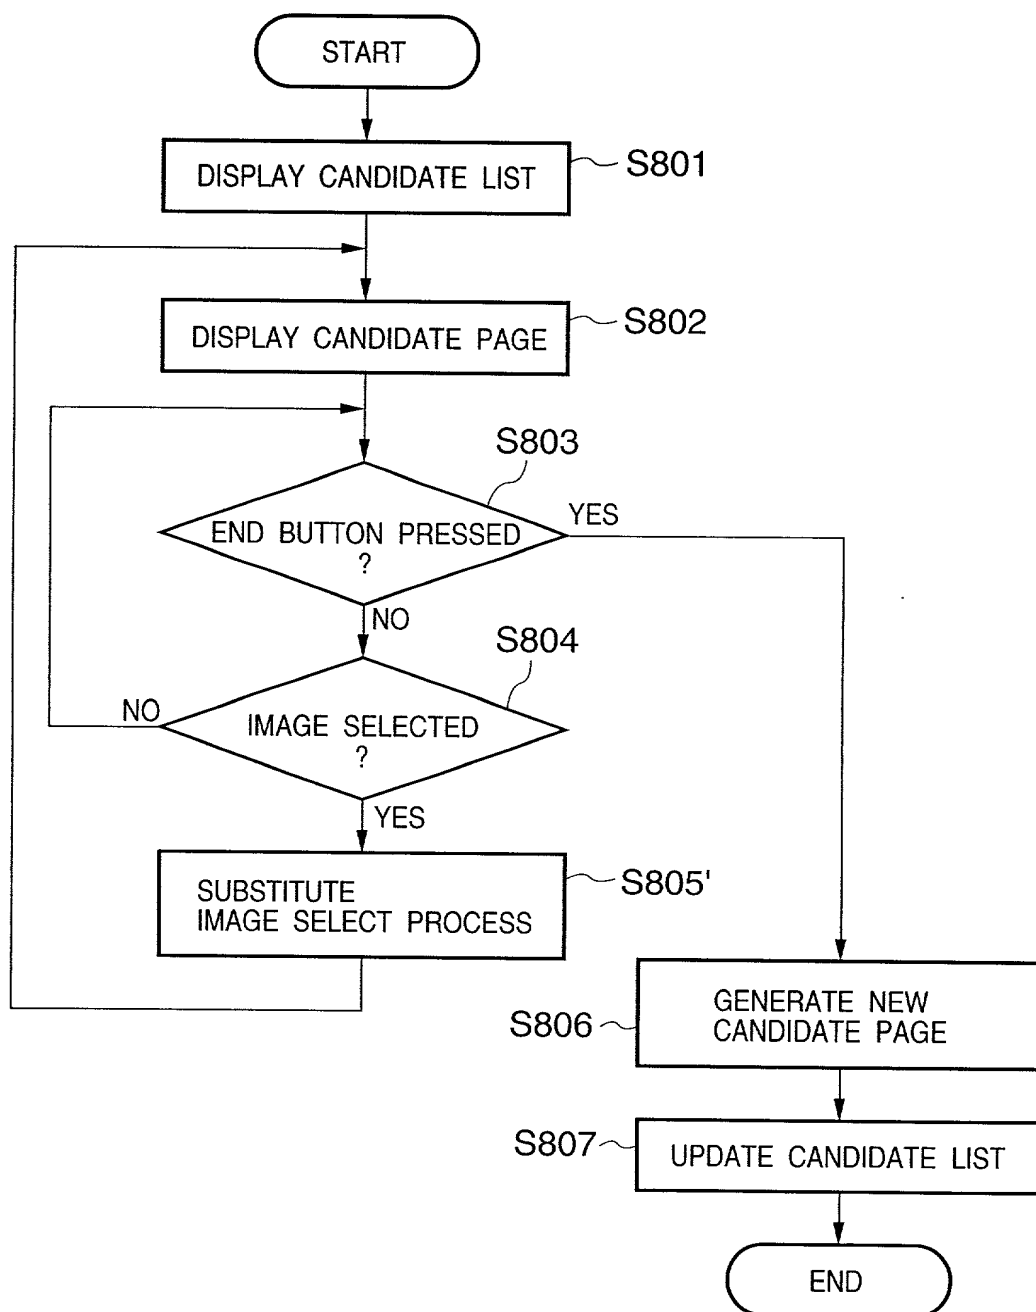 START
DISPLAY CANDIDATE LIST
S801
DISPLAY CANDIDATE PAGE
S802
S803
END BUTTON PRESSED
?
YES
NO
S804
IMAGE SELECTED
?
NO
YES
SUBSTITUTE
IMAGE SELECT PROCESS
S805'
GENERATE NEW
CANDIDATE PAGE
S806
S807
UPDATE CANDIDATE LIST
END